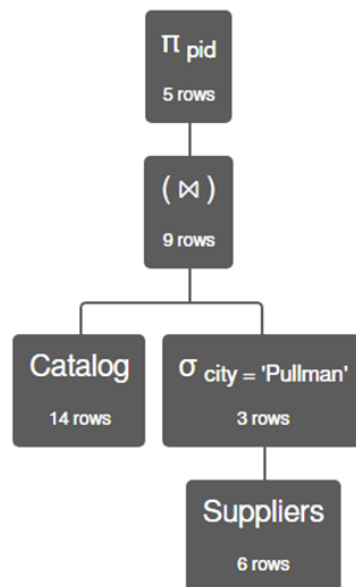 π pid
5 rows
( ⋈ )
9 rows
Catalog
14 rows
σ city = 'Pullman'
3 rows
Suppliers
6 rows